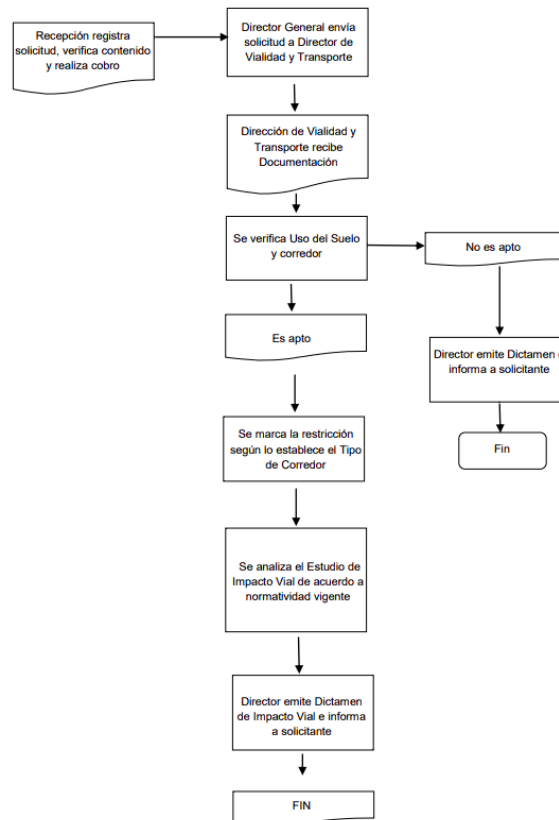 Recepción registra
solicitud, verifica contenido
y realiza cobro
Director General envía
solicitud a Director de
Vialidad y Transporte
Dirección de Vialidad y
Transporte recibe
Documentación
Se verifica Uso del Suelo
y corredor
No es apto
Es apto
Director emite Dictamen
informa a solicitante
Fin
Se marca la restricción
según lo establece el Tipo
de Corredor
Se analiza el Estudio de
Impacto Vial de acuerdo a
normatividad vigente
Director emite Dictamen
de Impacto Vial e informa
a solicitante
FIN